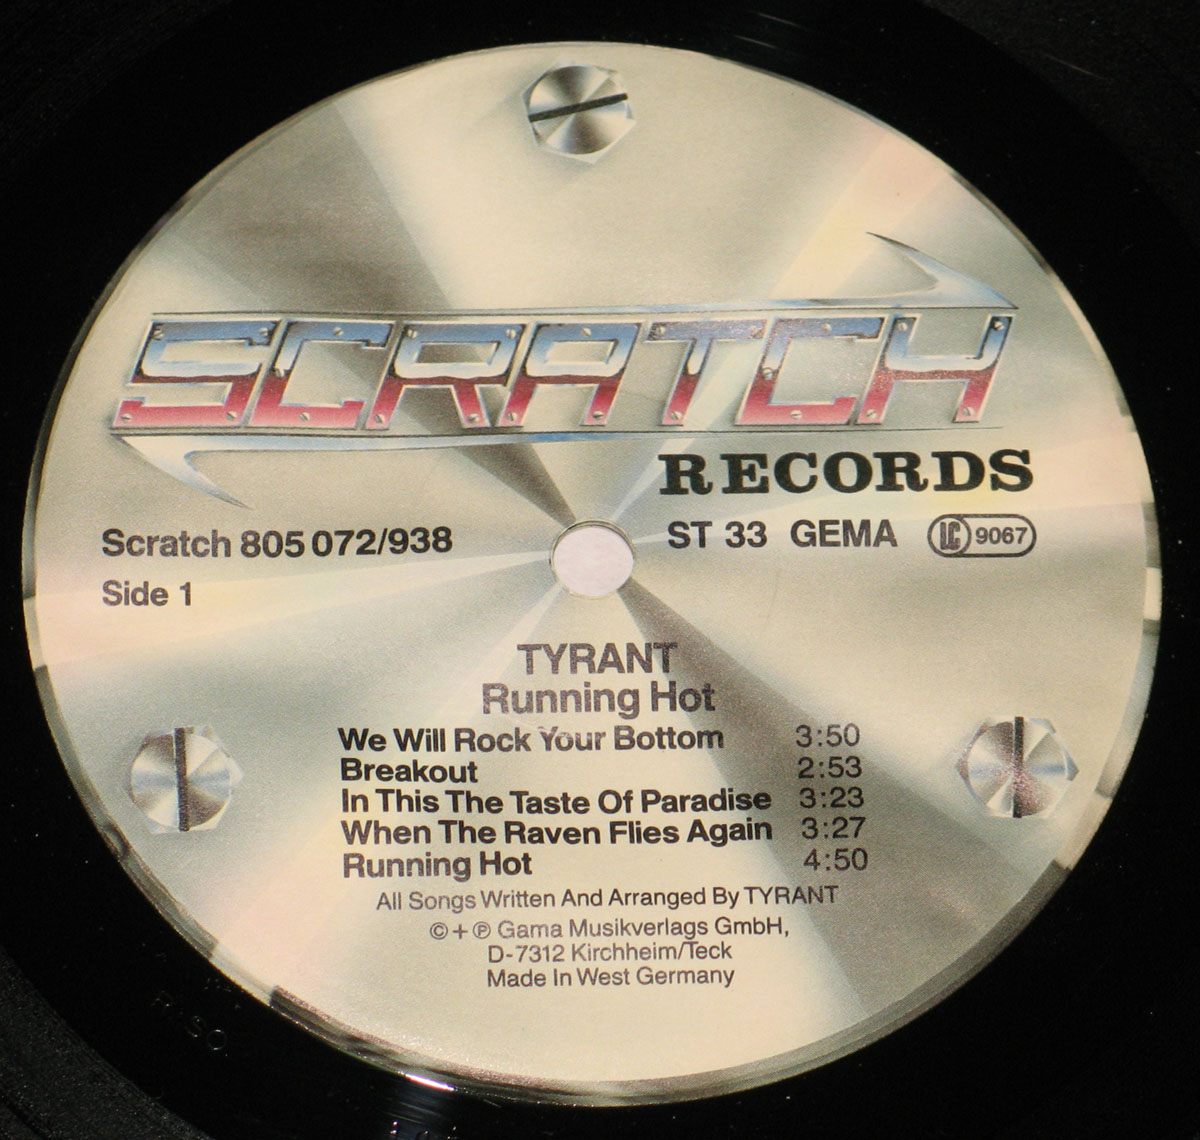 SCRATCH
RECORDS
Scratch 805 072/938
ST 33 GEMA LC 9067
Side 1
TYRANT
Running Hot
We Will Rock Your Bottom 3:50
Breakout 2:53
In This The Taste Of Paradise 3:23
When The Raven Flies Again 3:27
Running Hot 4:50
All Songs Written And Arranged By TYRANT
© + ℗ Gama Musikverlags GmbH,
D-7312 Kirchheim/Teck
Made In West Germany